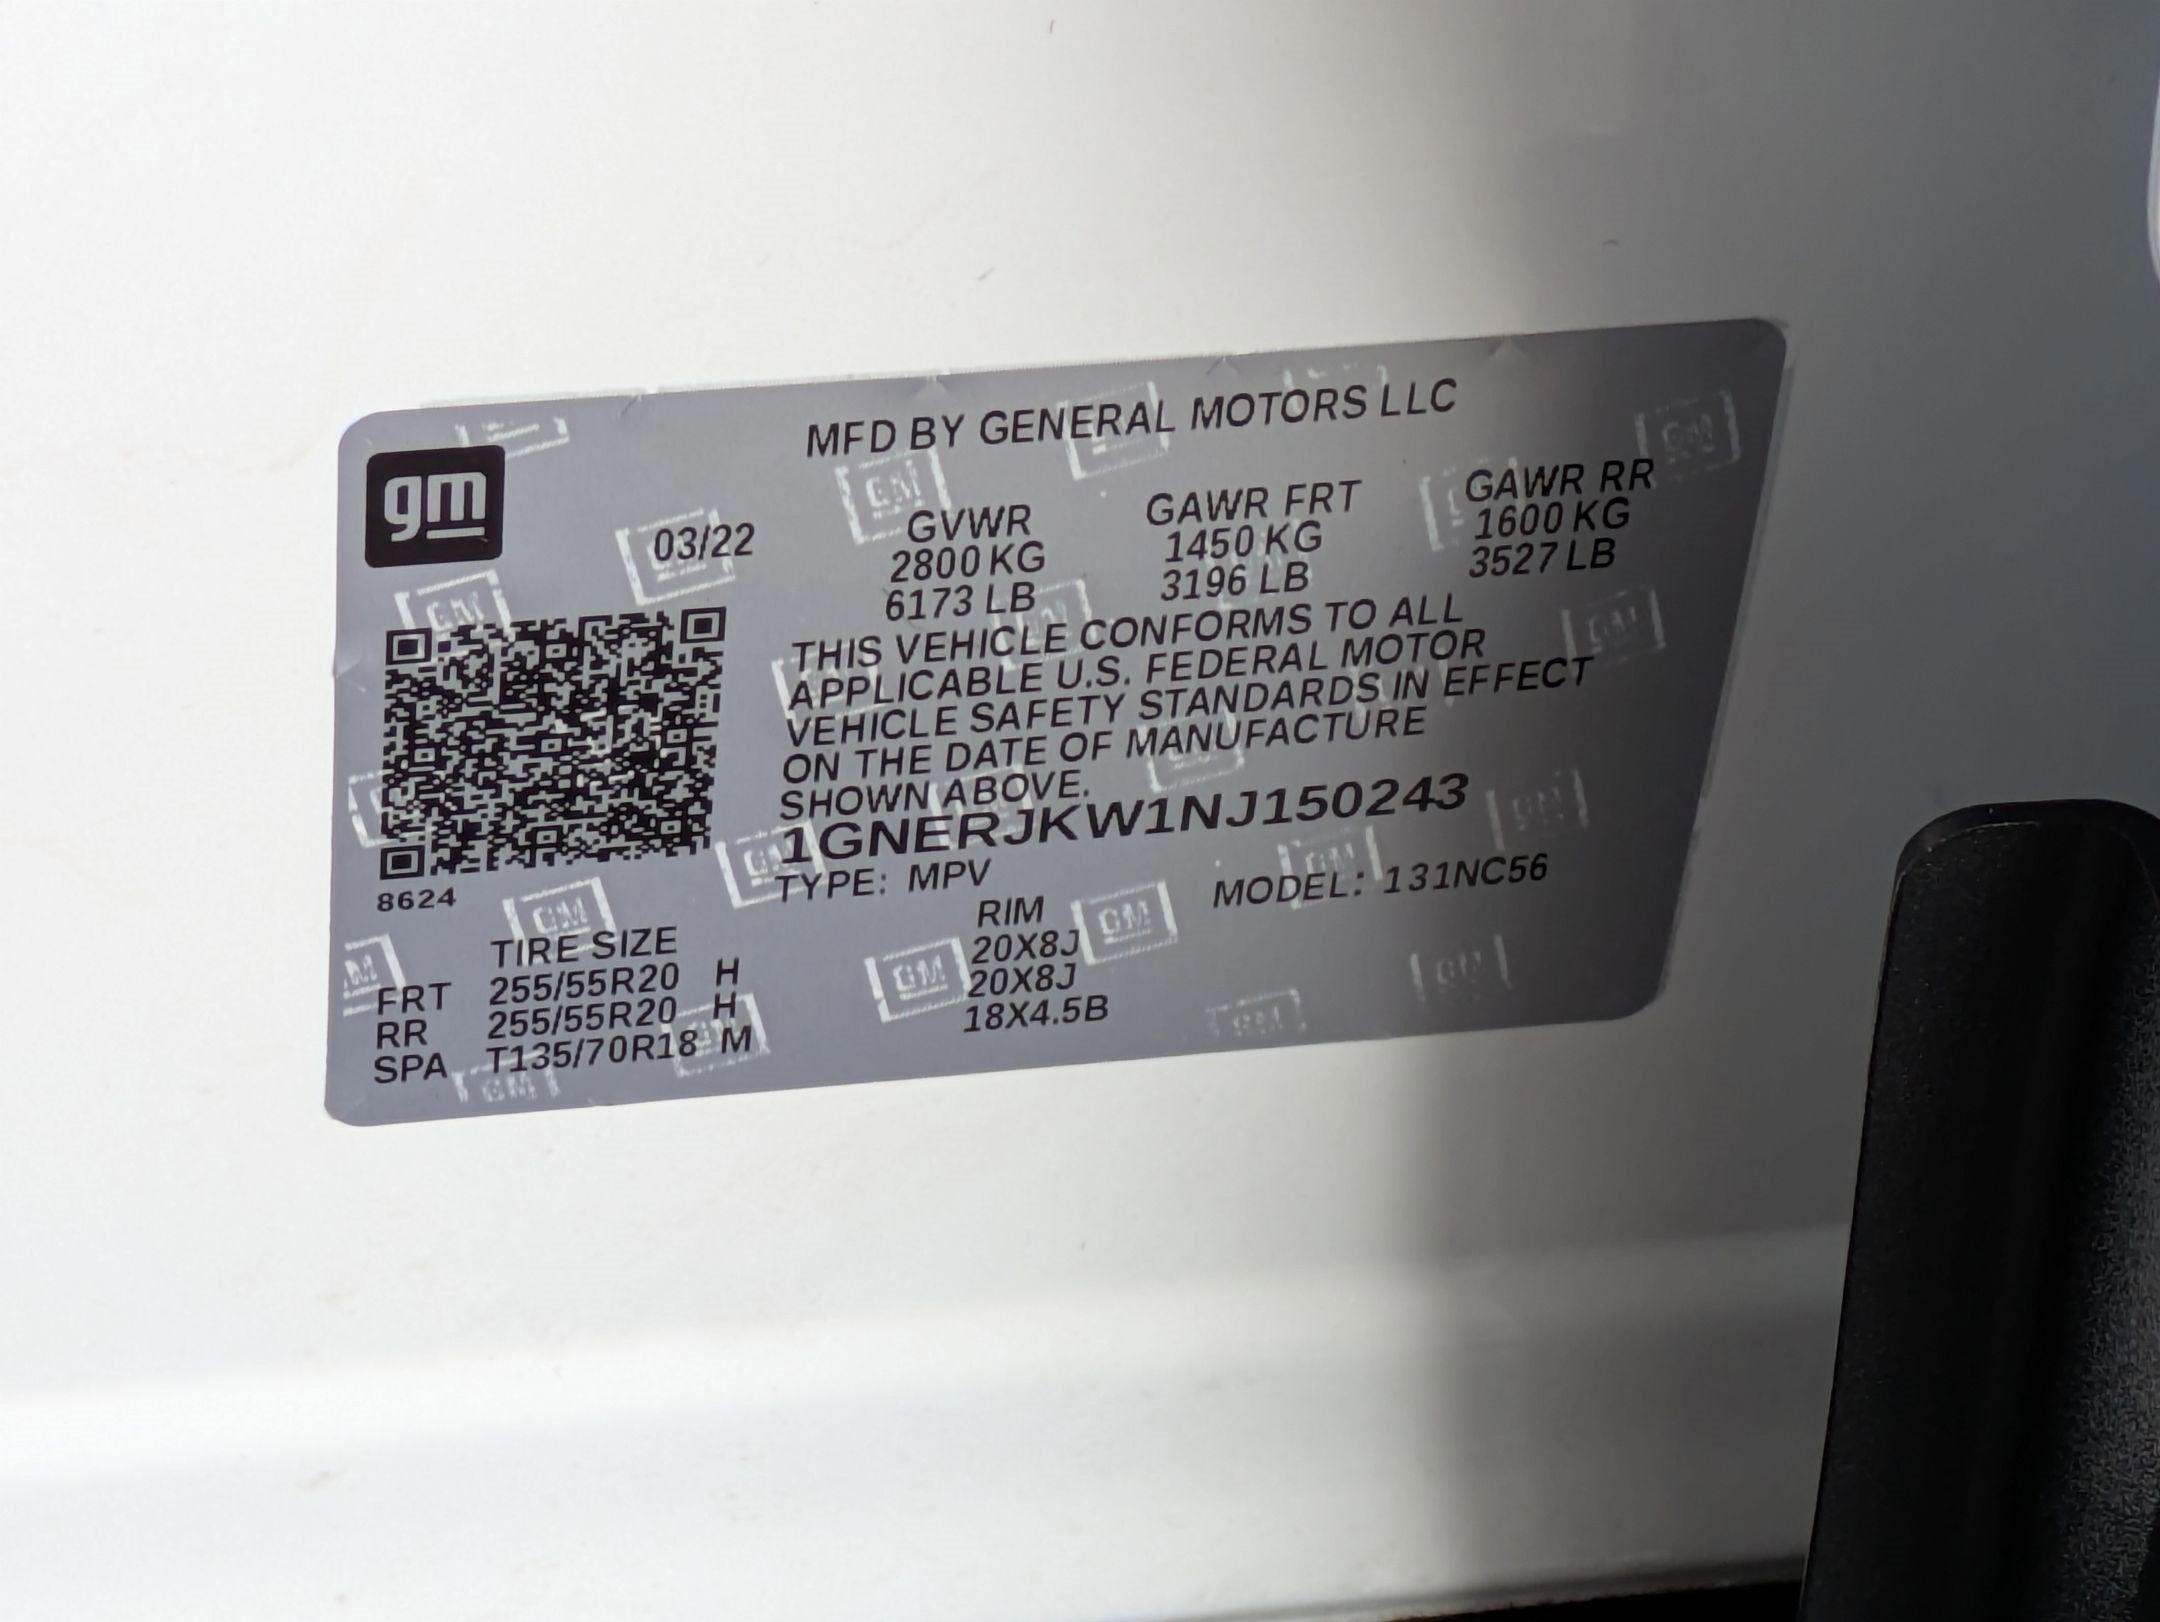 gm
MFD BY GENERAL MOTORS LLC
03/22
GVWR GAWR FRT GAWR RR
2800 KG 1450 KG 1600 KG
6173 LB 3196 LB 3527 LB
THIS VEHICLE CONFORMS TO ALL
APPLICABLE U.S. FEDERAL MOTOR
VEHICLE SAFETY STANDARDS IN EFFECT
ON THE DATE OF MANUFACTURE
SHOWN ABOVE.
1GNERJKW1NJ150243
TYPE: MPV MODEL: 131NC56
8624
TIRE SIZE RIM
FRT 255/55R20 H 20X8J
RR 255/55R20 H 20X8J
SPA T135/70R18 M 18X4.5B